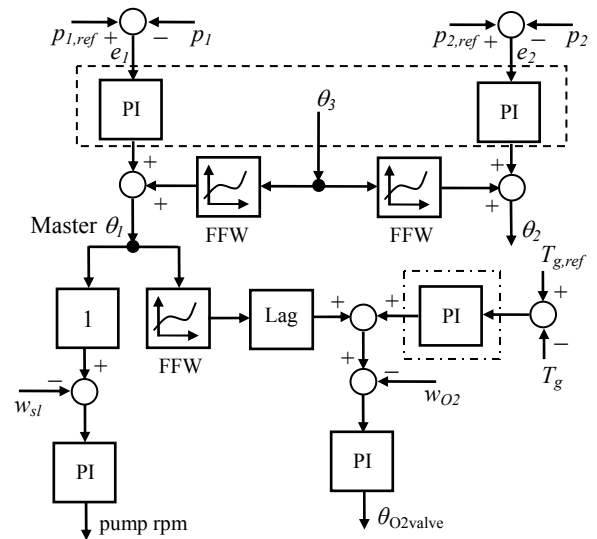 p1,ref + − p1
e1
p2,ref + − p2
e2
PI
θ3
PI
+
+
+
+
FFW
FFW
Master θ1
θ2
1
FFW
Lag
+
+
PI
Tg,ref
+
−
Tg
+
−
wsl
+
−
wO2
PI
PI
pump rpm
θO2valve